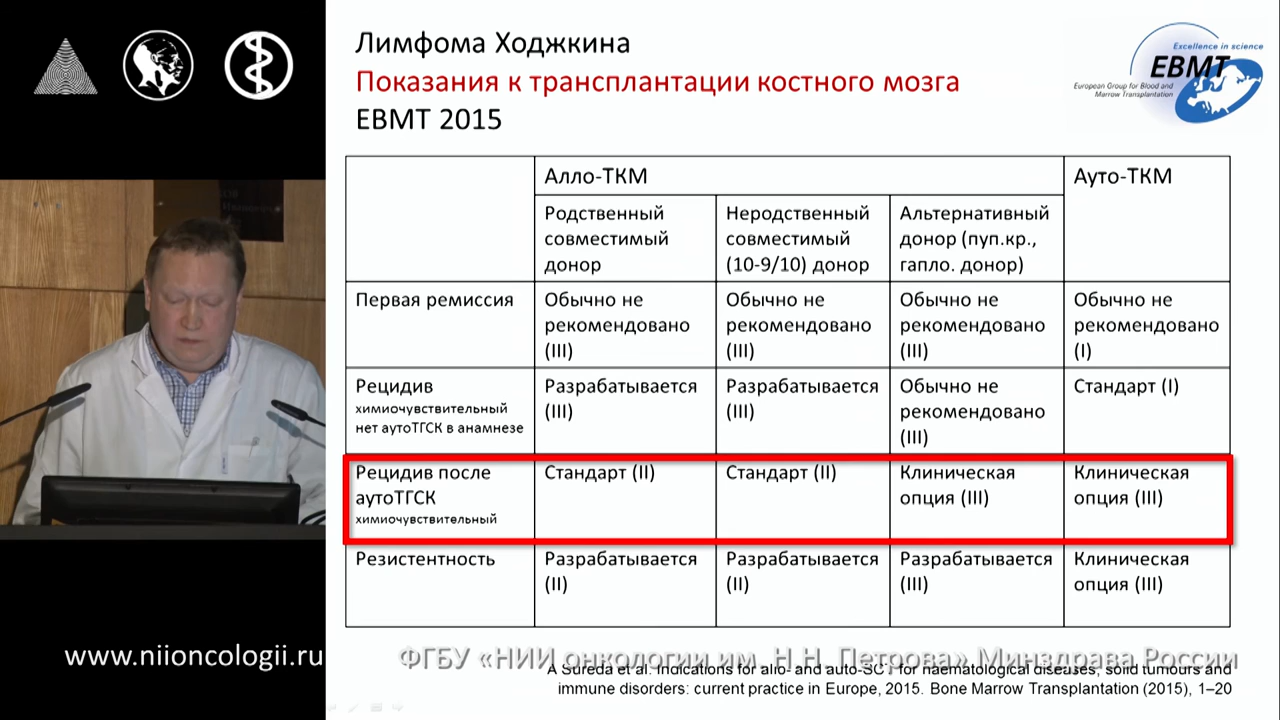 Лимфома Ходжкина
Показания к трансплантации костного мозга
EBMT 2015
Excellence in science
EBMT
European Group for Blood and
Marrow Transplantation
Алло-ТКМ
Ауто-ТКМ
Родственный
совместимый
донор
Неродственный
совместимый
(10-9/10) донор
Альтернативный
донор (пуп.кр.,
гапло. донор)
Первая ремиссия
Обычно не
рекомендовано
(III)
Обычно не
рекомендовано
(III)
Обычно не
рекомендовано
(III)
Обычно не
рекомендовано
(I)
Рецидив
химиочувствительный
нет аутоТГСК в анамнезе
Разрабатывается
(III)
Разрабатывается
(III)
Обычно не
рекомендовано
(III)
Стандарт (I)
Рецидив после
аутоТГСК
химиочувствительный
Стандарт (II)
Стандарт (II)
Клиническая
опция (III)
Клиническая
опция (III)
Резистентность
Разрабатывается
(II)
Разрабатывается
(II)
Разрабатывается
(III)
Клиническая
опция (III)
www.niioncologii.ru
ФГБУ «НИИ онкологии им. Н.Н. Петрова» Минздрава России
A Sureda et al. Indications for allo- and auto-SCT for haematological diseases, solid tumours and
immune disorders: current practice in Europe, 2015. Bone Marrow Transplantation (2015), 1–20